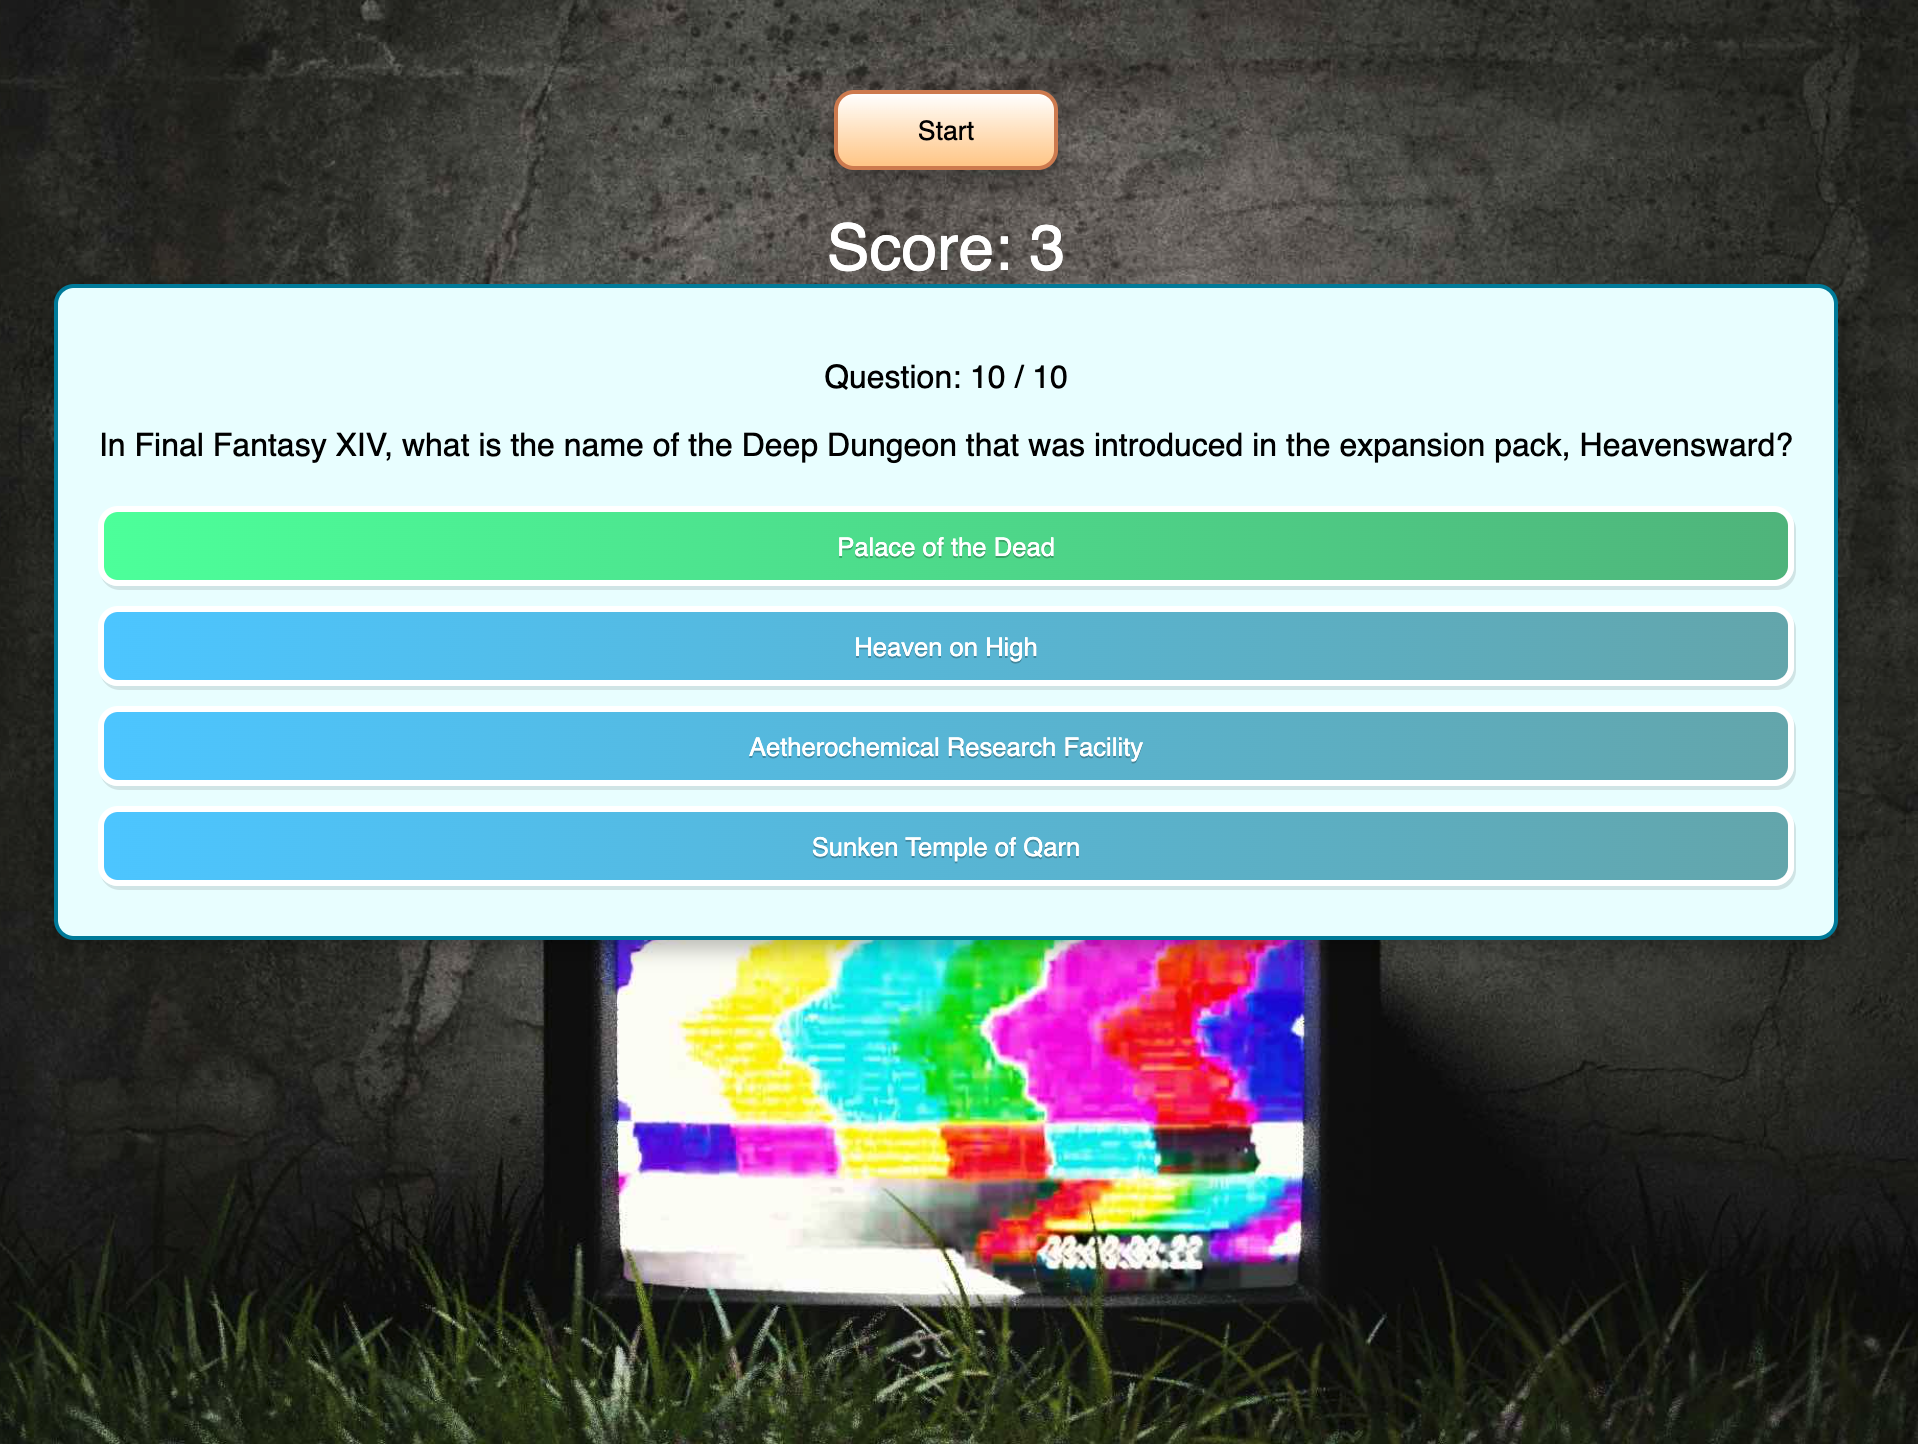 Start
Score: 3
Question: 10 / 10
In Final Fantasy XIV, what is the name of the Deep Dungeon that was introduced in the expansion pack, Heavensward?
Palace of the Dead
Heaven on High
Aetherochemical Research Facility
Sunken Temple of Qarn